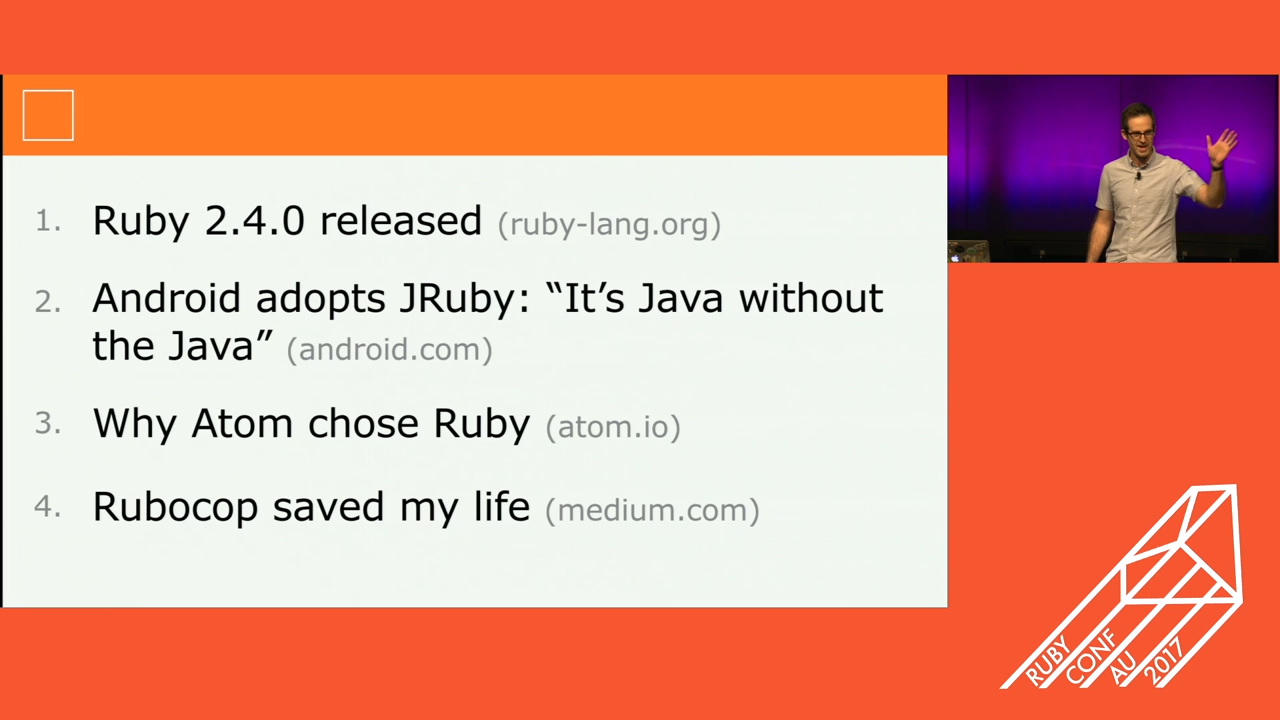 1. Ruby 2.4.0 released (ruby-lang.org)
2. Android adopts JRuby: “It’s Java without
the Java” (android.com)
3. Why Atom chose Ruby (atom.io)
4. Rubocop saved my life (medium.com)
RUBY
CONF
AU
2017